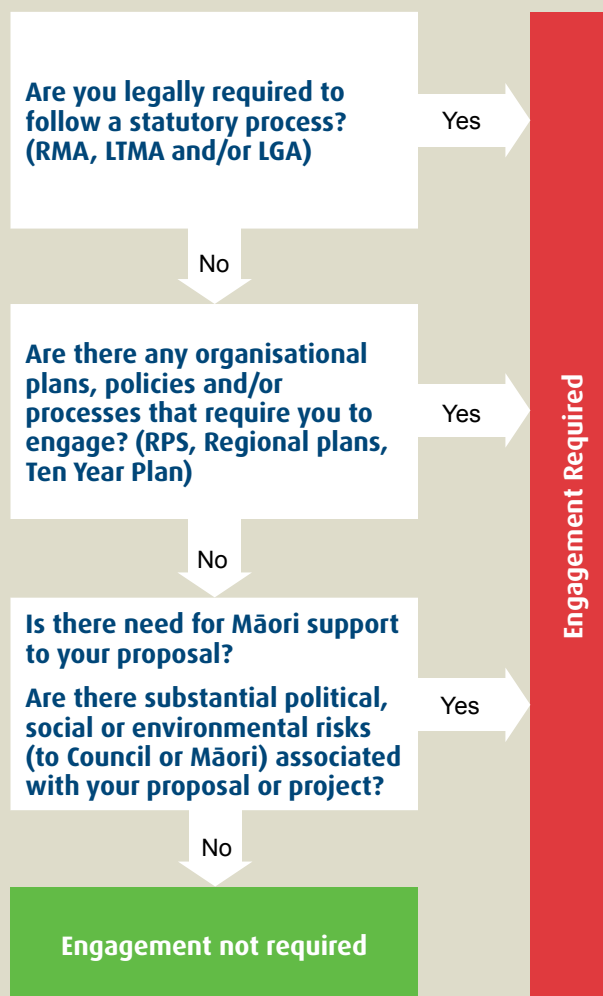 Are you legally required to
follow a statutory process?
(RMA, LTMA and/or LGA)
Yes
No
Are there any organisational
plans, policies and/or
processes that require you to
engage? (RPS, Regional plans,
Ten Year Plan)
Yes
No
Is there need for Māori support
to your proposal?
Are there substantial political,
social or environmental risks
(to Council or Māori) associated
with your proposal or project?
Yes
No
Engagement not required
Engagement Required